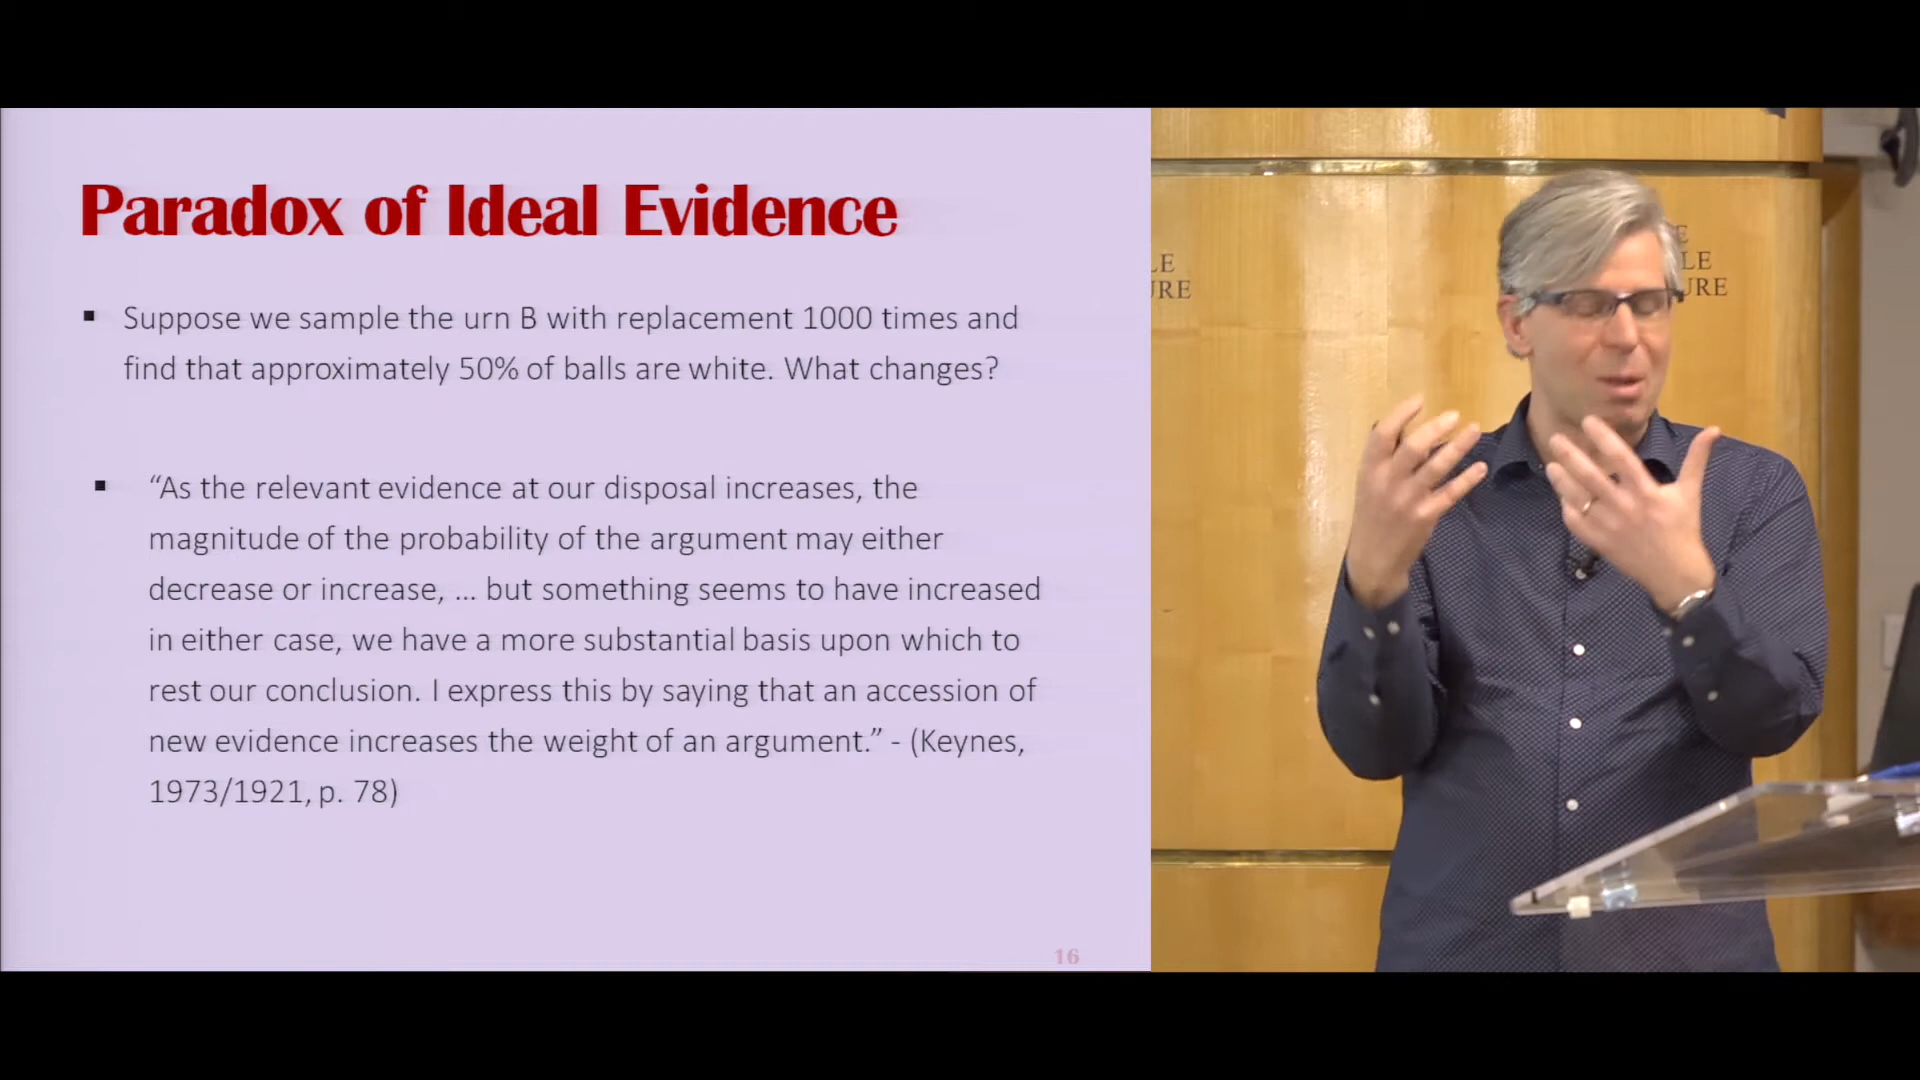 Paradox of Ideal Evidence
▪ Suppose we sample the urn B with replacement 1000 times and
find that approximately 50% of balls are white. What changes?
▪ “As the relevant evidence at our disposal increases, the
magnitude of the probability of the argument may either
decrease or increase, … but something seems to have increased
in either case, we have a more substantial basis upon which to
rest our conclusion. I express this by saying that an accession of
new evidence increases the weight of an argument.” - (Keynes,
1973/1921, p. 78)
16
LE
URE
E
LE
URE